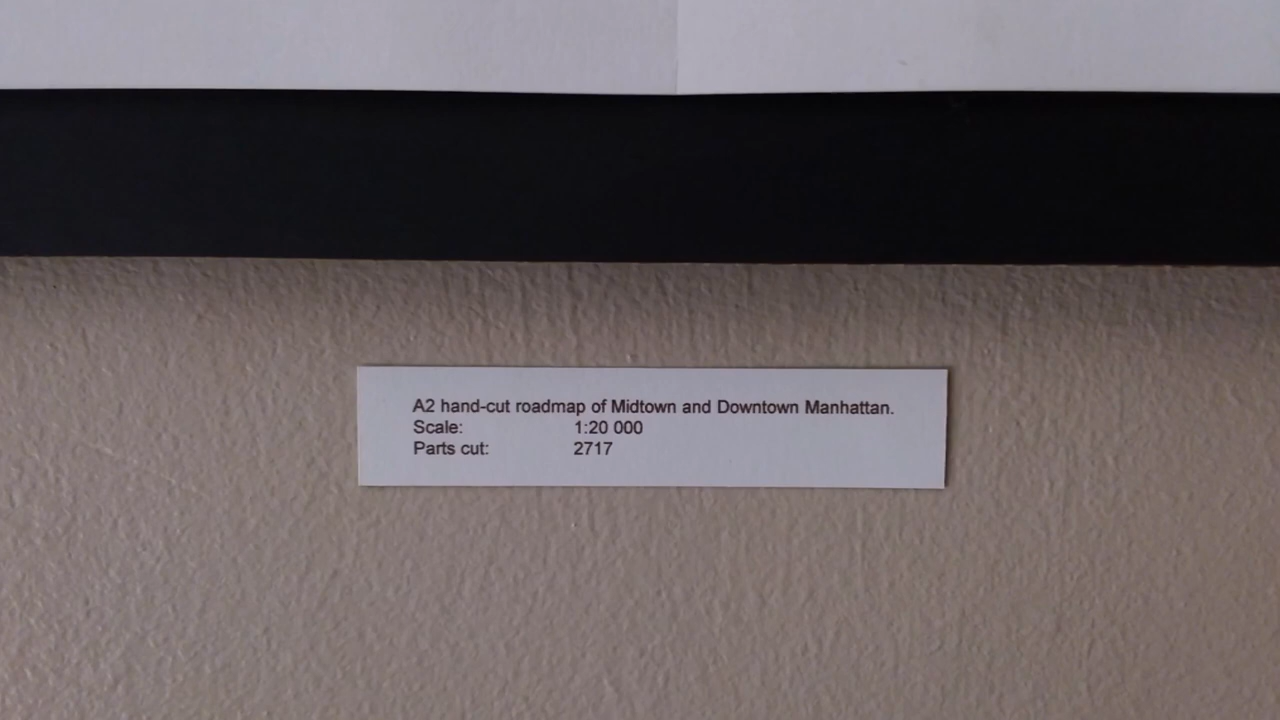 A2 hand-cut roadmap of Midtown and Downtown Manhattan.
Scale: 1:20 000
Parts cut: 2717